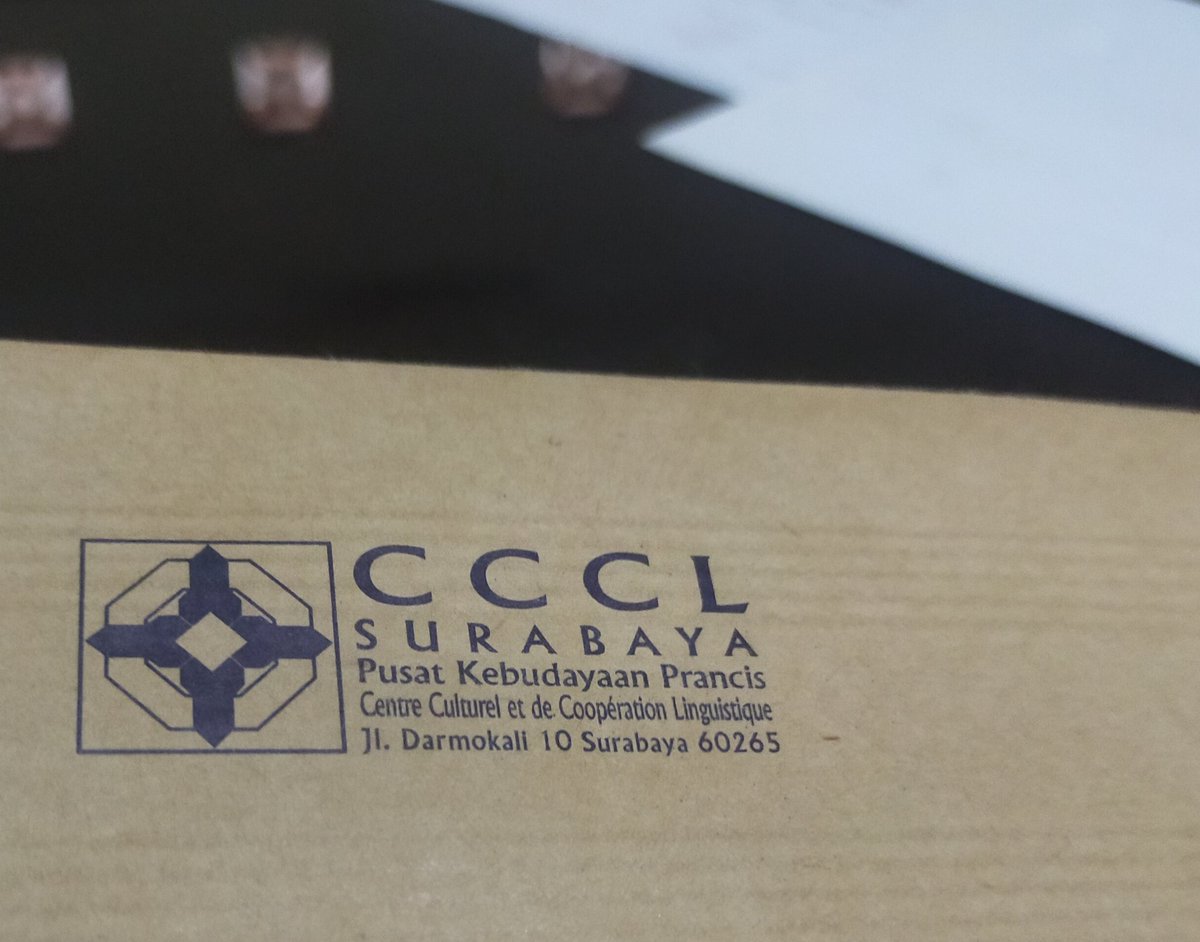 CCCL
SURABAYA
Pusat Kebudayaan Prancis
Centre Culturel et de Coopération Linguistique
Jl. Darmokali 10 Surabaya 60265